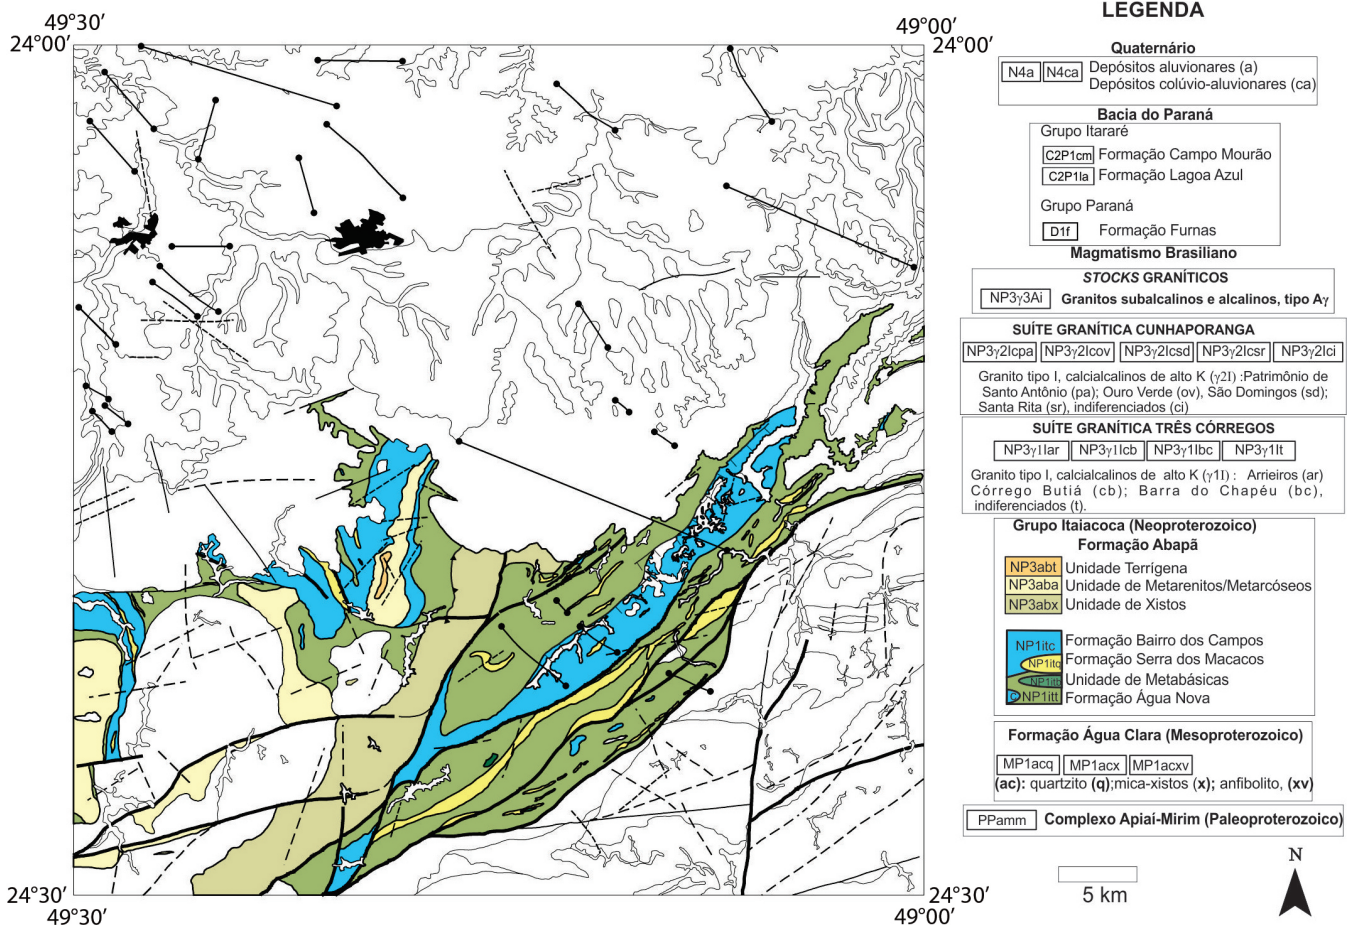 49°30′
49°00′
24°00′
24°00′
24°30′
24°30′
49°30′
49°00′
LEGENDA
Quaternário
N4a N4ca Depósitos aluvionares (a)
Depósitos colúvio-aluvionares (ca)
Bacia do Paraná
Grupo Itararé
C2P1cm Formação Campo Mourão
C2P1la Formação Lagoa Azul
Grupo Paraná
D1f Formação Furnas
Magmatismo Brasiliano
STOCKS GRANÍTICOS
NP3γ3Ai Granitos subalcalinos e alcalinos, tipo Aγ
SUÍTE GRANÍTICA CUNHAPORANGA
NP3γ2Icpa NP3γ2Icov NP3γ2Icsd NP3γ2Icsr NP3γ2Ici
Granito tipo I, calcialcalinos de alto K (γ2I) :Patrimônio de
Santo Antônio (pa); Ouro Verde (ov), São Domingos (sd);
Santa Rita (sr), indiferenciados (ci)
SUÍTE GRANÍTICA TRÊS CÓRREGOS
NP3γ1Iar NP3γ1Icb NP3γ1Ibc NP3γ1It
Granito tipo I, calcialcalinos de alto K (γ1I) : Arrieiros (ar)
Córrego Butiá (cb); Barra do Chapéu (bc),
indiferenciados (t).
Grupo Itaiacoca (Neoproterozoico)
Formação Abapã
NP3abt Unidade Terrígena
NP3aba Unidade de Metarenitos/Metarcóseos
NP3abx Unidade de Xistos
NP1itc Formação Bairro dos Campos
NP1itq Formação Serra dos Macacos
NP1itb Unidade de Metabásicas
c NP1itt Formação Água Nova
Formação Água Clara (Mesoproterozoico)
MP1acq MP1acx MP1acxv
(ac): quartzito (q);mica-xistos (x); anfibolito, (xv)
PPamm Complexo Apiaí-Mirim (Paleoproterozoico)
N
5 km